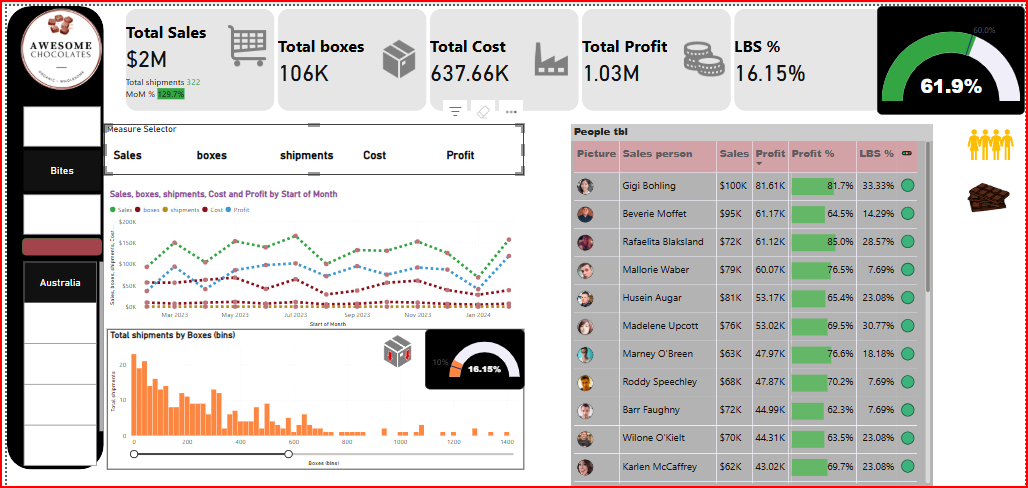 AWESOME
CHOCOLATES
ORGANIC • WHOLESOME
Bites
Australia
Total Sales
$2M
Total shipments 322
MoM % 129.7%
Total boxes
106K
Total Cost
637.66K
Total Profit
1.03M
LBS %
16.15%
60.0%
61.9%
Measure Selector
Sales boxes shipments Cost Profit
Sales, boxes, shipments, Cost and Profit by Start of Month
Sales boxes shipments Cost Profit
Sales, boxes, shipments, Cost ...
$200K
$150K
$100K
$50K
$0K
Mar 2023 May 2023 Jul 2023 Sep 2023 Nov 2023 Jan 2024
Start of Month
Total shipments by Boxes (bins)
10%
16.15%
Total shipments
20
10
0
0 200 400 600 800 1000 1200 1400
Boxes (bins)
People tbl
Picture Sales person Sales Profit Profit % LBS %
Gigi Bohling $100K 81.61K 81.7% 33.33%
Beverie Moffet $95K 61.17K 64.5% 14.29%
Rafaelita Blaksland $72K 61.12K 85.0% 28.57%
Mallorie Waber $79K 60.07K 76.5% 7.69%
Husein Augar $81K 53.17K 65.4% 23.08%
Madelene Upcott $76K 53.02K 69.5% 30.77%
Marney O'Breen $63K 47.97K 76.6% 18.18%
Roddy Speechley $68K 47.87K 70.2% 7.69%
Barr Faughny $72K 44.99K 62.3% 7.69%
Wilone O'Kielt $70K 44.31K 63.5% 23.08%
Karlen McCaffrey $62K 43.02K 69.7% 23.08%